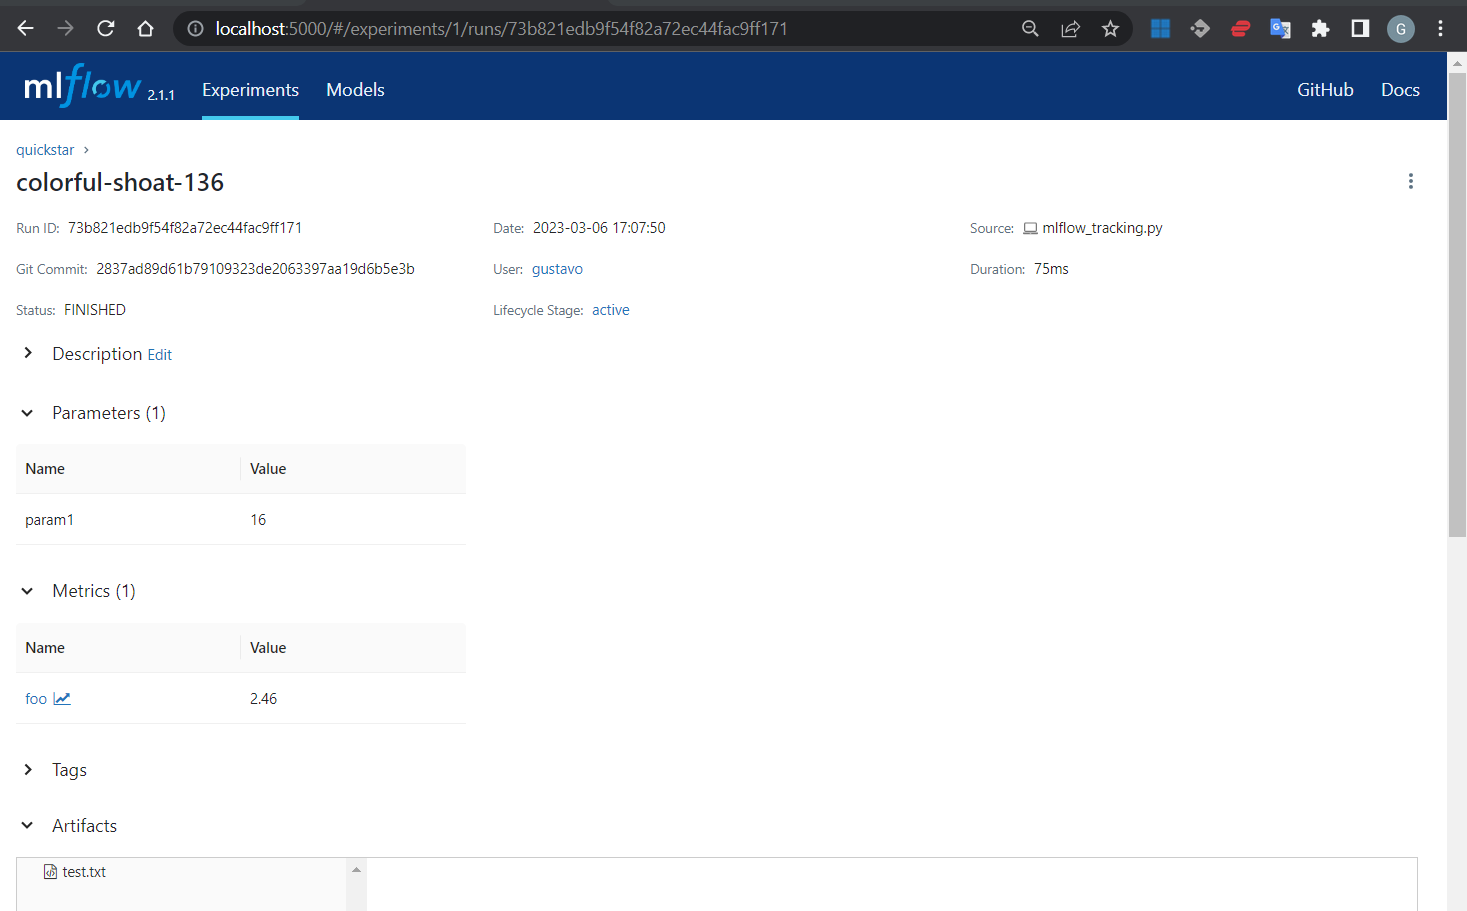 localhost:5000/#/experiments/1/runs/73b821edb9f54f82a72ec44fac9ff171
G
mlflow 2.1.1 Experiments Models GitHub Docs
quickstar >
colorful-shoat-136
Run ID: 73b821edb9f54f82a72ec44fac9ff171 Date: 2023-03-06 17:07:50 Source: mlflow_tracking.py
Git Commit: 2837ad89d61b79109323de2063397aa19d6b5e3b User: gustavo Duration: 75ms
Status: FINISHED Lifecycle Stage: active
Description Edit
Parameters (1)
Name Value
param1 16
Metrics (1)
Name Value
foo 2.46
Tags
Artifacts
test.txt